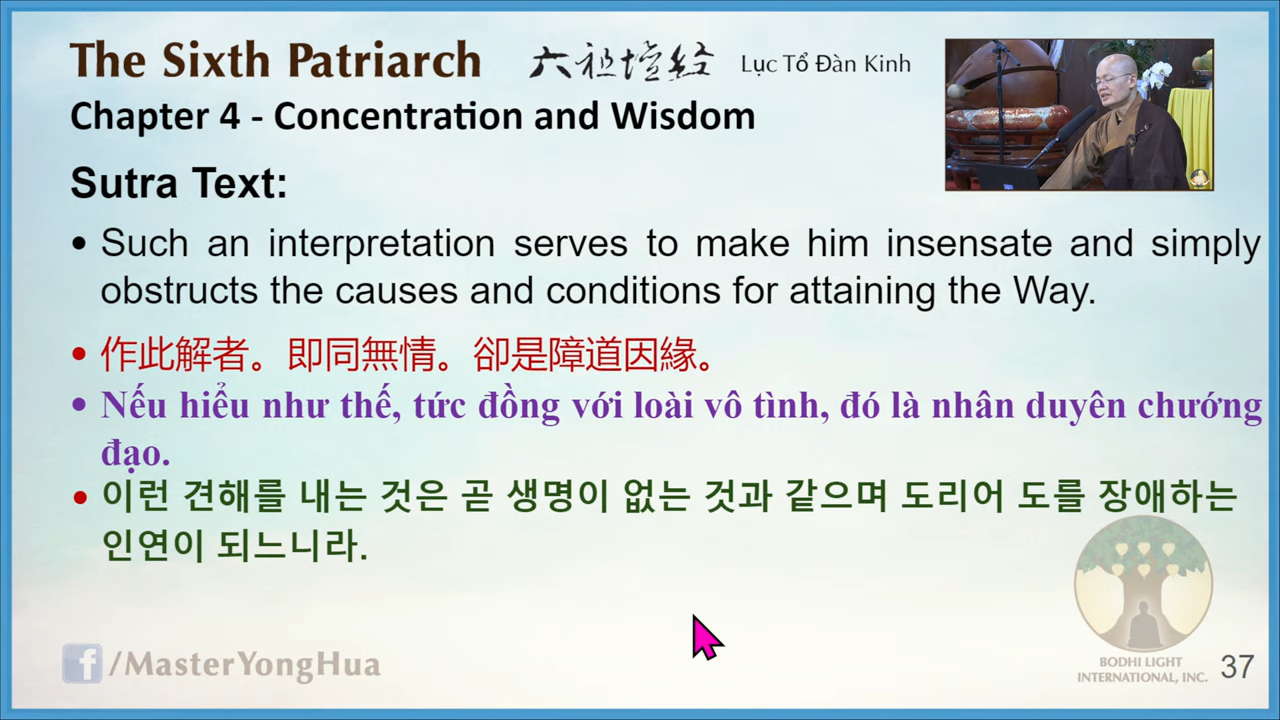 The Sixth Patriarch 六祖壇経 Lục Tổ Đàn Kinh
Chapter 4 - Concentration and Wisdom
Sutra Text:
• Such an interpretation serves to make him insensate and simply
obstructs the causes and conditions for attaining the Way.
• 作此解者。即同無情。卻是障道因緣。
• Nếu hiểu như thế, tức đồng với loài vô tình, đó là nhân duyên chướng
đạo.
• 이런 견해를 내는 것은 곧 생명이 없는 것과 같으며 도리어 도를 장애하는
인연이 되느니라.
f/MasterYongHua
BODHI LIGHT
INTERNATIONAL, INC.
37